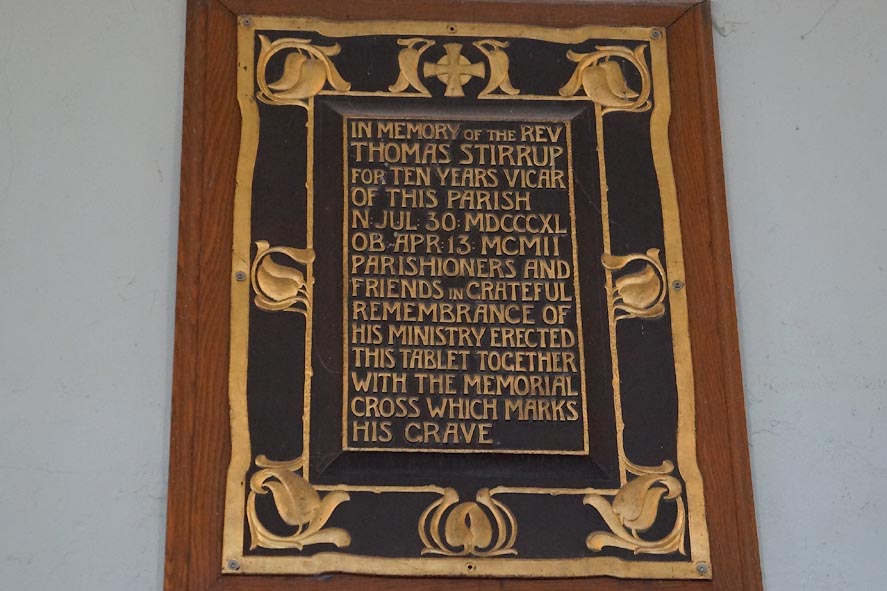 IN MEMORY OF THE REV
THOMAS STIRRUP
FOR TEN YEARS VICAR
OF THIS PARISH
N: JUL: 30: MDCCCXL
OB: APR: 13: MCMII
PARISHIONERS AND
FRIENDS IN GRATEFUL
REMEMBRANCE OF
HIS MINISTRY ERECTED
THIS TABLET TOGETHER
WITH THE MEMORIAL
CROSS WHICH MARKS
HIS GRAVE